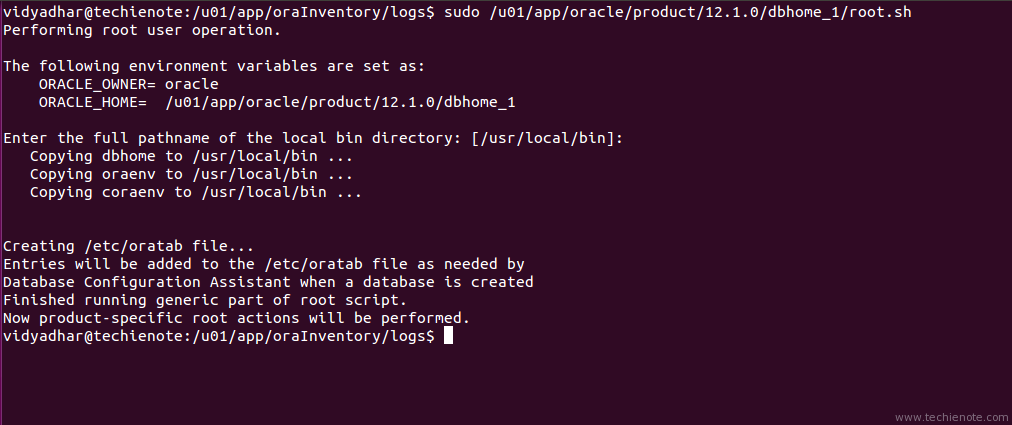 vidyadhar@techienote:/u01/app/oraInventory/logs$ sudo /u01/app/oracle/product/12.1.0/dbhome_1/root.sh
Performing root user operation.
The following environment variables are set as:
ORACLE_OWNER= oracle
ORACLE_HOME=  /u01/app/oracle/product/12.1.0/dbhome_1
Enter the full pathname of the local bin directory: [/usr/local/bin]:
Copying dbhome to /usr/local/bin ...
Copying oraenv to /usr/local/bin ...
Copying coraenv to /usr/local/bin ...
Creating /etc/oratab file...
Entries will be added to the /etc/oratab file as needed by
Database Configuration Assistant when a database is created
Finished running generic part of root script.
Now product-specific root actions will be performed.
vidyadhar@techienote:/u01/app/oraInventory/logs$
www.techienote.com